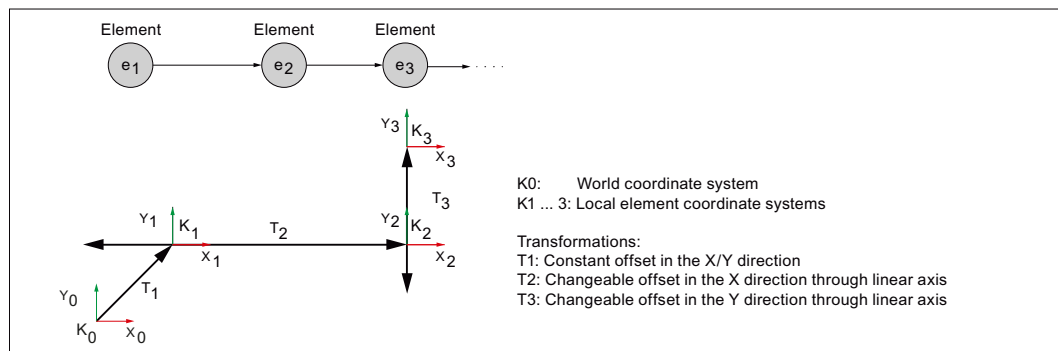 Element Element Element
e1 e2 e3 ....
Y3 K3
X3
T3
Y1 K1 T2 Y2 K2
X1 X2
T1
Y0
K0 X0
K0: World coordinate system
K1 ... 3: Local element coordinate systems
Transformations:
T1: Constant offset in the X/Y direction
T2: Changeable offset in the X direction through linear axis
T3: Changeable offset in the Y direction through linear axis